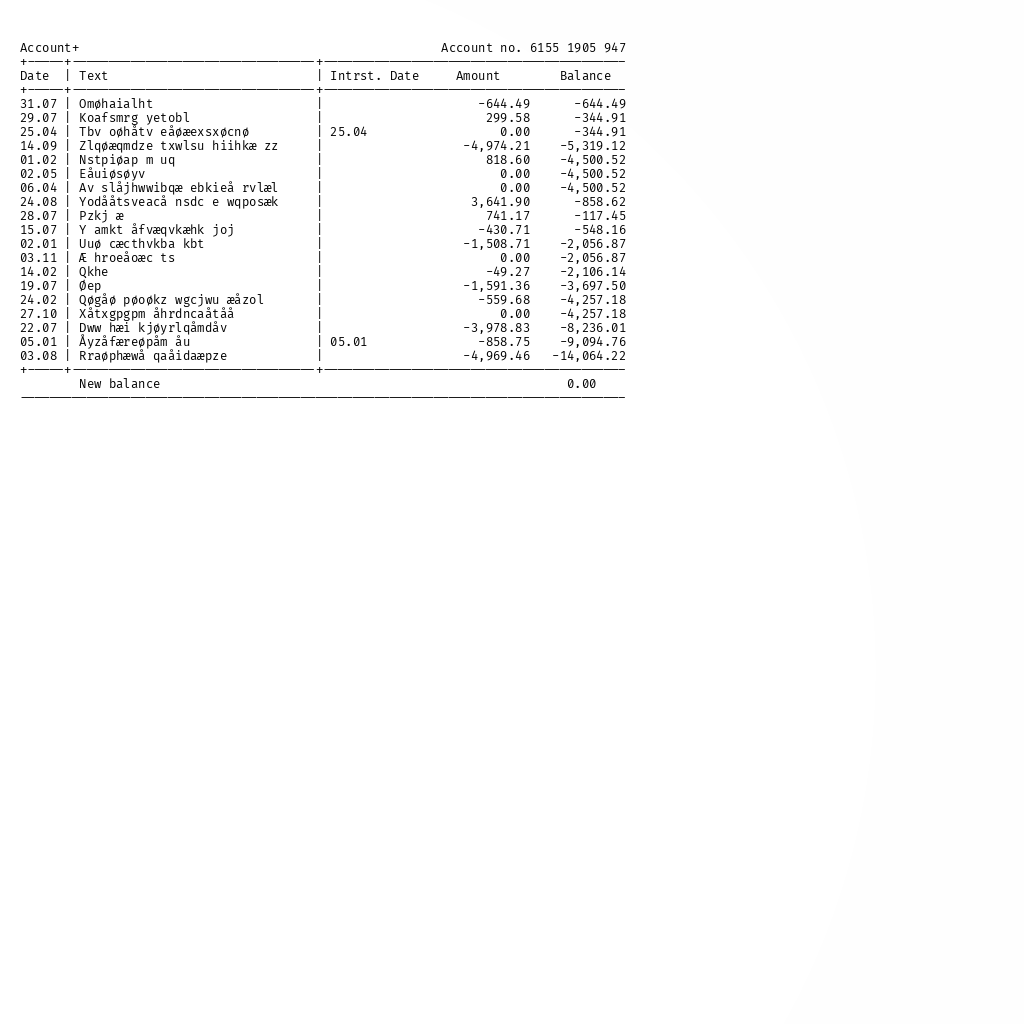 Account+ Account no. 6155 1905 947
Date | Text | Intrst. Date Amount Balance
31.07 | Omøhaialht | -644.49 -644.49
29.07 | Koafsmrg yetobl | 299.58 -344.91
25.04 | Tbv oøhåtv eåøæexsxøcnø | 25.04 0.00 -344.91
14.09 | Zlqøæqmdze txwlsu hiihkæ zz | -4,974.21 -5,319.12
01.02 | Nstpiøap m uq | 818.60 -4,500.52
02.05 | Eåuiøsøyv | 0.00 -4,500.52
06.04 | Av slåjhwwibqæ ebkieå rvlæl | 0.00 -4,500.52
24.08 | Yodååtsveacå nsdc e wqposæk | 3,641.90 -858.62
28.07 | Pzkj æ | 741.17 -117.45
15.07 | Y amkt åfvæqvkæhk joj | -430.71 -548.16
02.01 | Uuø cæcthvkba kbt | -1,508.71 -2,056.87
03.11 | Æ hroeåoæc ts | 0.00 -2,056.87
14.02 | Qkhe | -49.27 -2,106.14
19.07 | Øep | -1,591.36 -3,697.50
24.02 | Qøgåø pøoøkz wgcjwu æåzol | -559.68 -4,257.18
27.10 | Xåtxgpgpm åhrdncaåtåå | 0.00 -4,257.18
22.07 | Dww hæi kjøyrlqåmdåv | -3,978.83 -8,236.01
05.01 | Åyzåfæreøpåm åu | 05.01 -858.75 -9,094.76
03.08 | Rraøphæwå qaåidaæpze | -4,969.46 -14,064.22
New balance 0.00